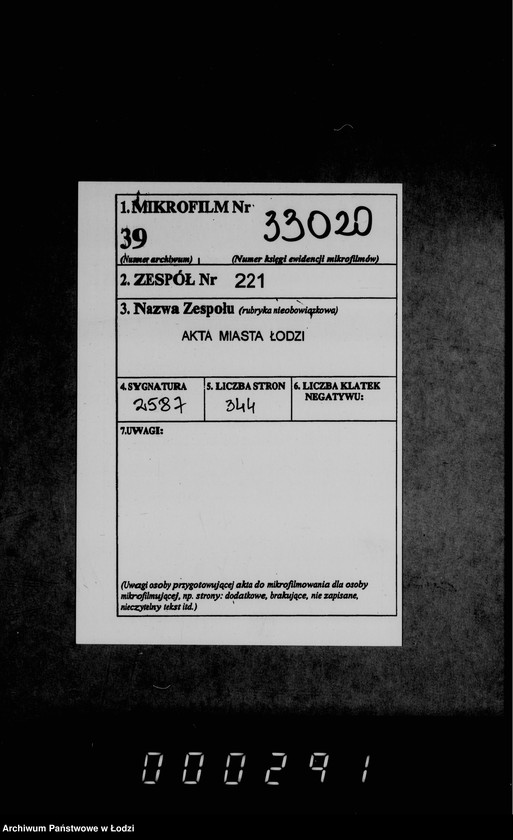 1. MIKROFILM Nr
33020
39
(Numer archiwum) (Numer księgi ewidencji mikrofilmów)
2. ZESPÓŁ Nr 221
3. Nazwa Zespołu (rubryka nieobowiązkowa)
AKTA MIASTA ŁODZI
4. SYGNATURA 5. LICZBA STRON 6. LICZBA KLATEK
NEGATYWU:
2587 344
7. UWAGI:
(Uwagi osoby przygotowującej akta do mikrofilmowania dla osoby
mikrofilmującej, np. strony: dodatkowe, brakujące, nie zapisane,
nieczytelny tekst itd.)
000291
Archiwum Państwowe w Łodzi